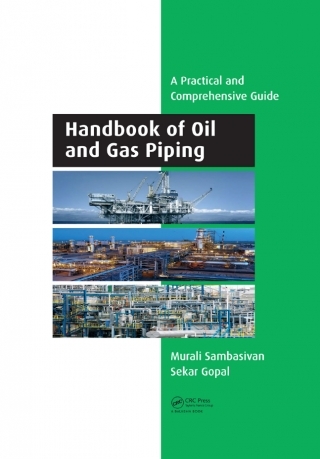 A Practical and
Comprehensive Guide
Handbook of Oil
and Gas Piping
Murali Sambasivan
Sekar Gopal
CRC Press